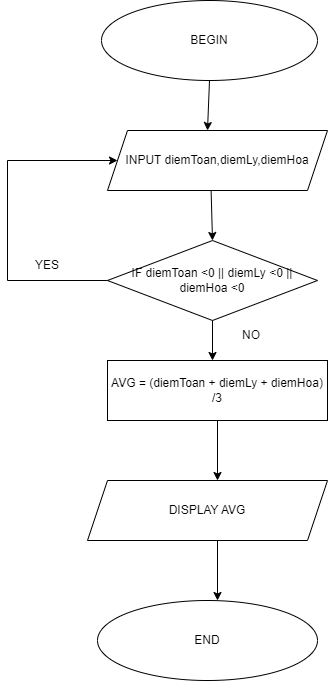 BEGIN
INPUT diemToan,diemLy,diemHoa
IF diemToan <0 || diemLy <0 ||
diemHoa <0
YES
NO
AVG = (diemToan + diemLy + diemHoa)
/3
DISPLAY AVG
END